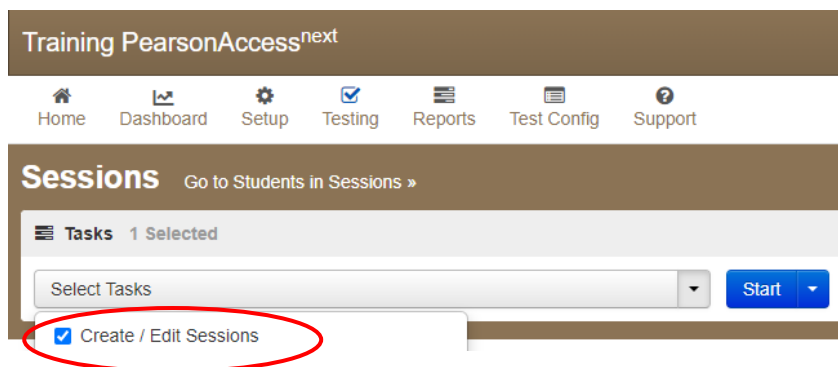 Training PearsonAccessnext
Home Dashboard Setup Testing Reports Test Config Support
Sessions Go to Students in Sessions »
Tasks 1 Selected
Select Tasks Start
Create / Edit Sessions